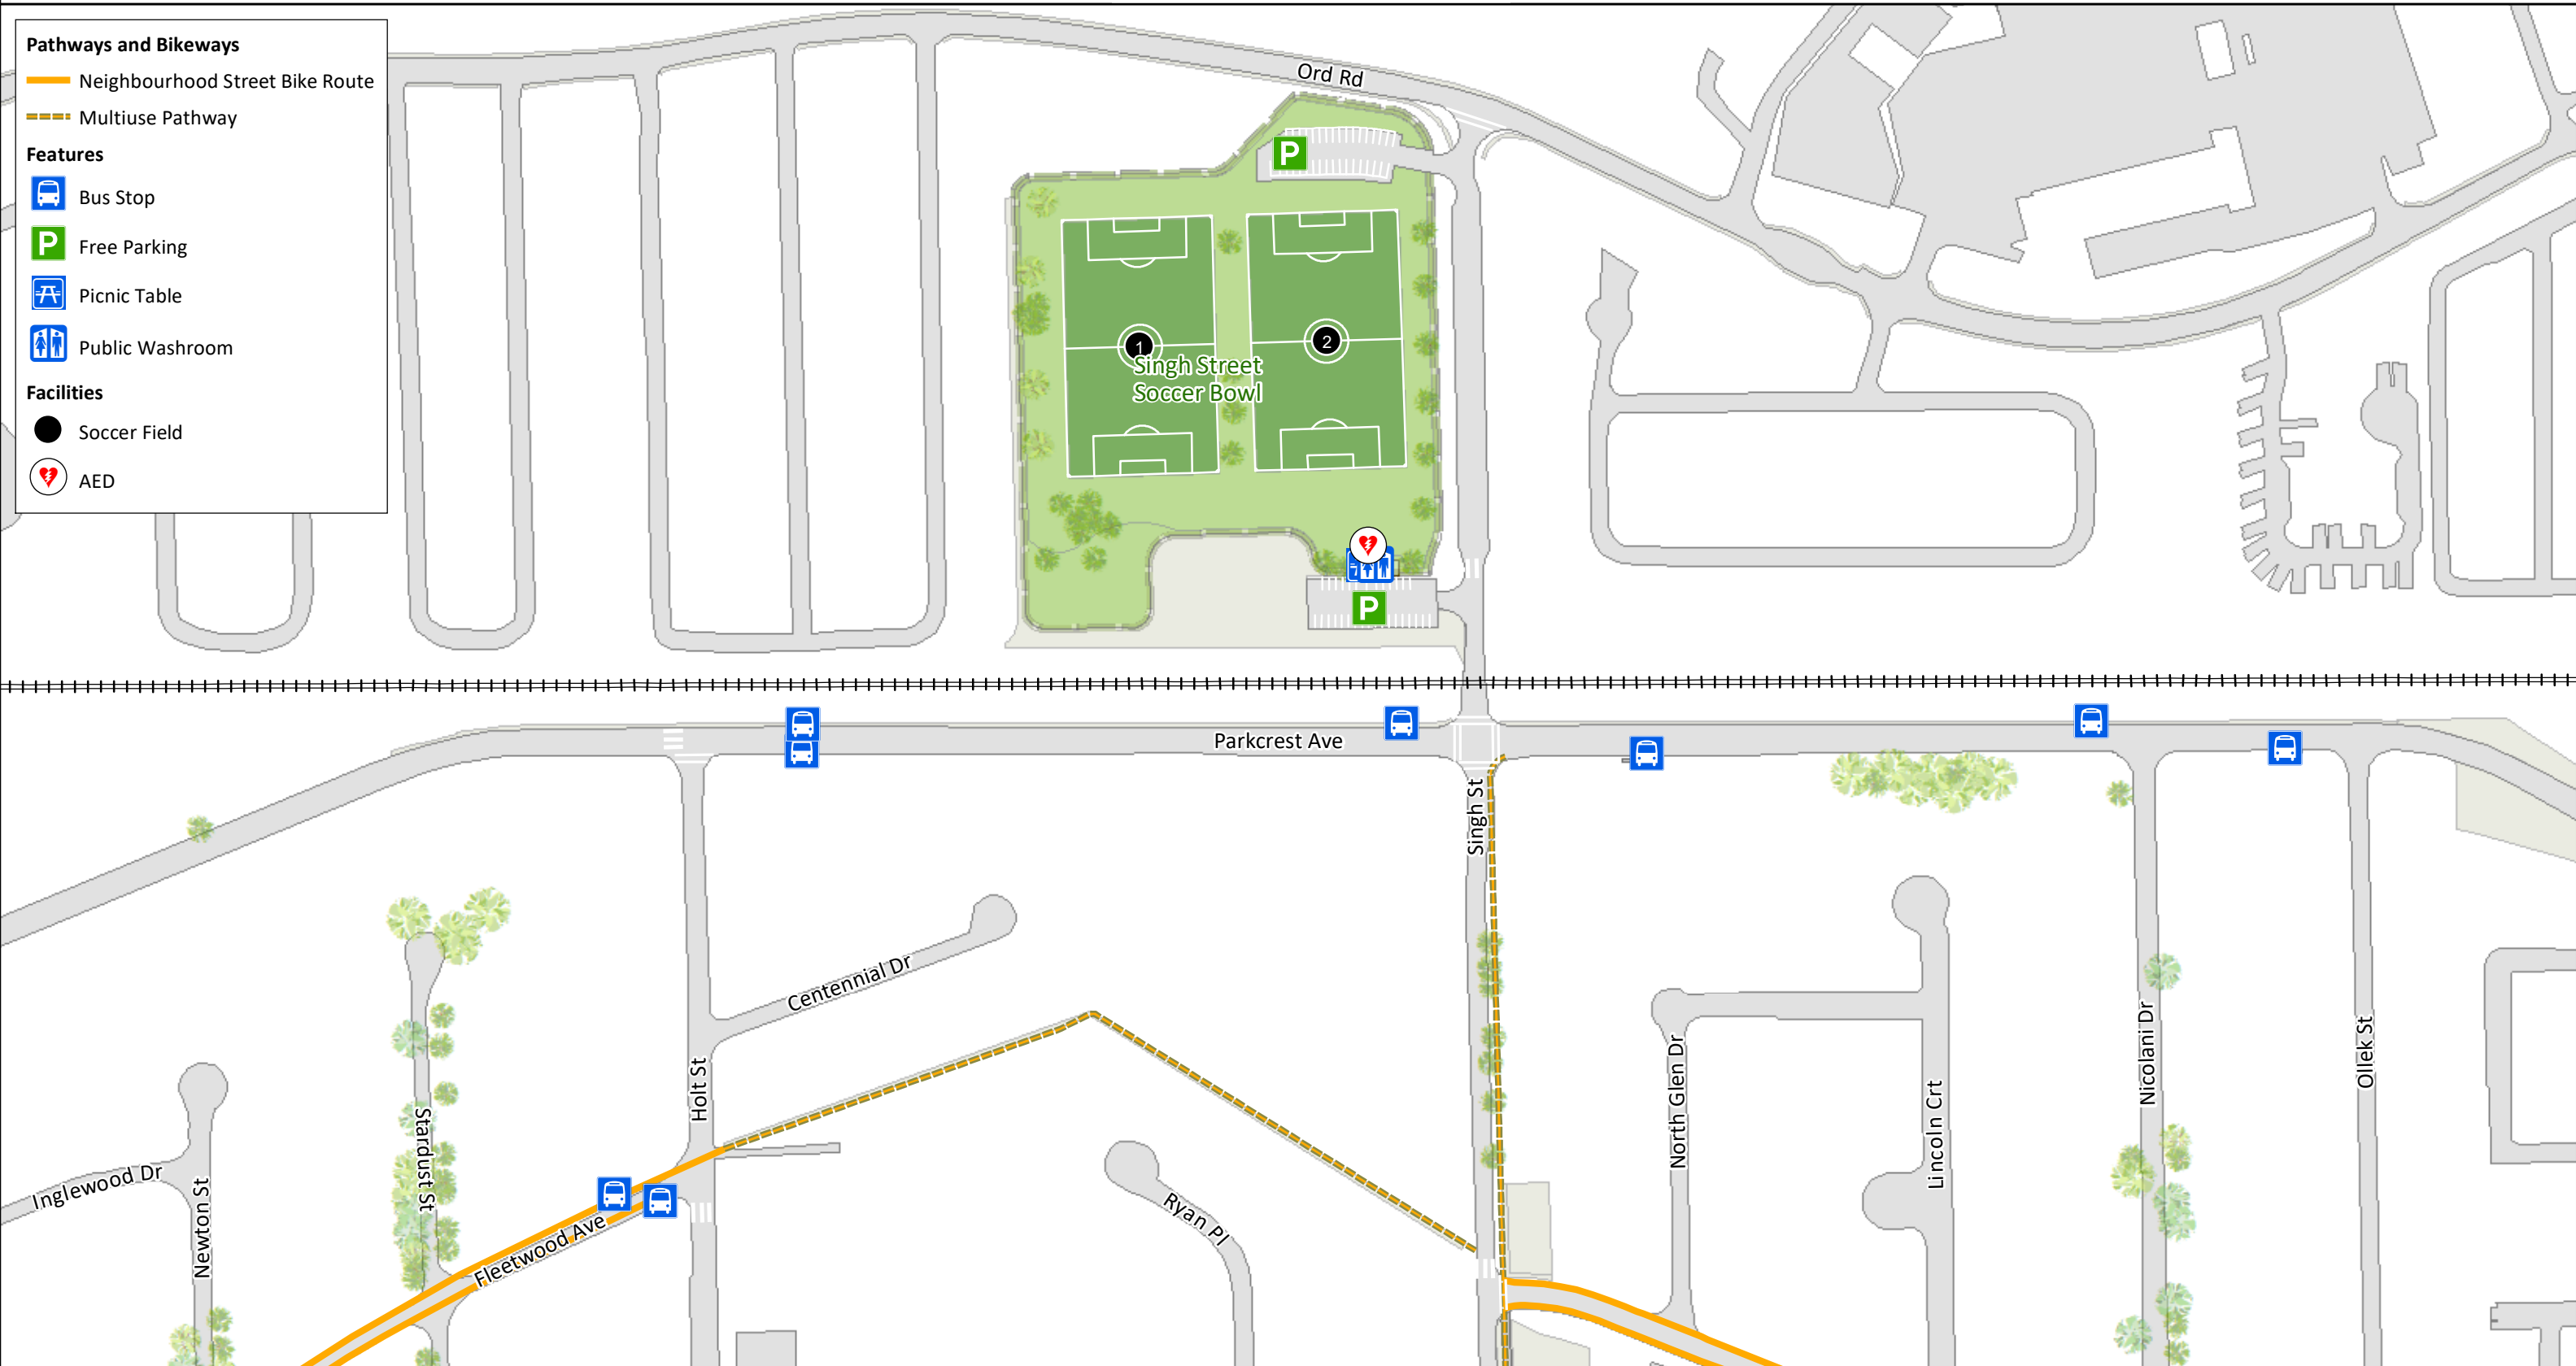 Pathways and Bikeways
Neighbourhood Street Bike Route
Multiuse Pathway
Features
Bus Stop
P
Free Parking
Picnic Table
Public Washroom
Facilities
Soccer Field
AED
Ord Rd
P
1
2
Singh Street
Soccer Bowl
P
Parkcrest Ave
Singh St
Centennial Dr
Holt St
North Glen Dr
Lincoln Crt
Nicolani Dr
Ollek St
Stardust St
Inglewood Dr
Newton St
Fleetwood Ave
Ryan Pl